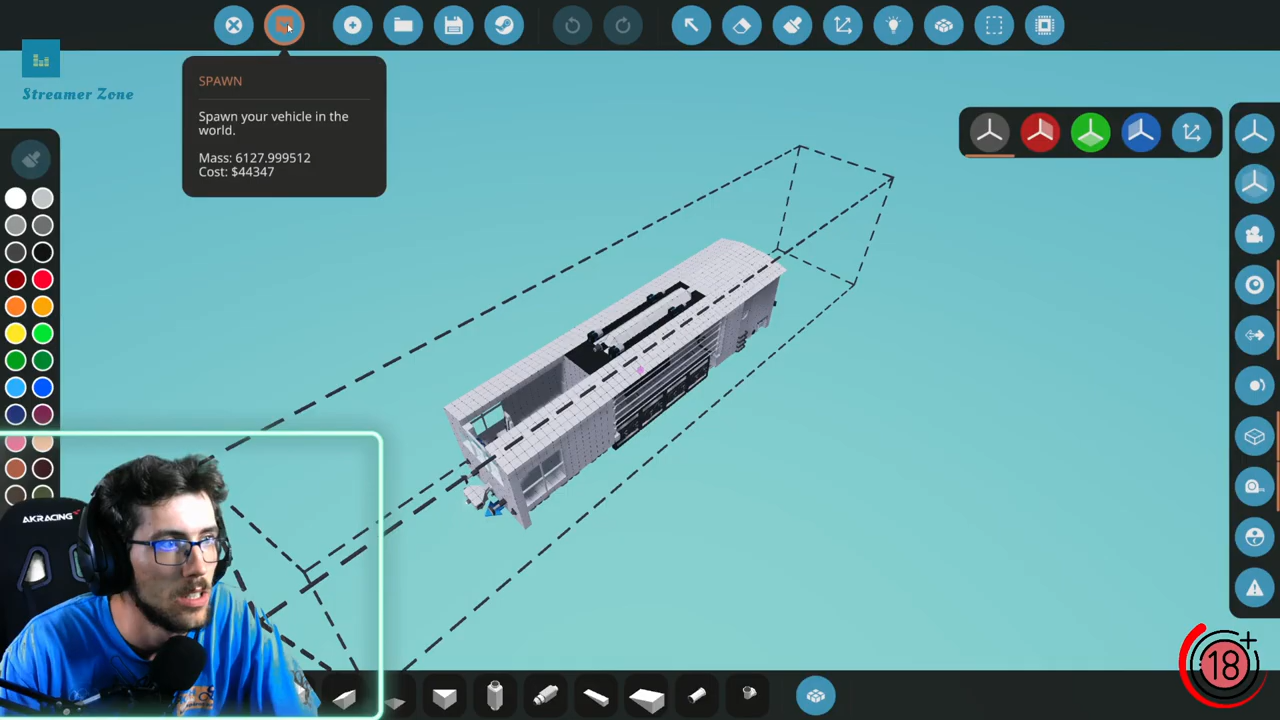 Streamer Zone
SPAWN
Spawn your vehicle in the
world.
Mass: 6127.999512
Cost: $44347
AKRACING
18+